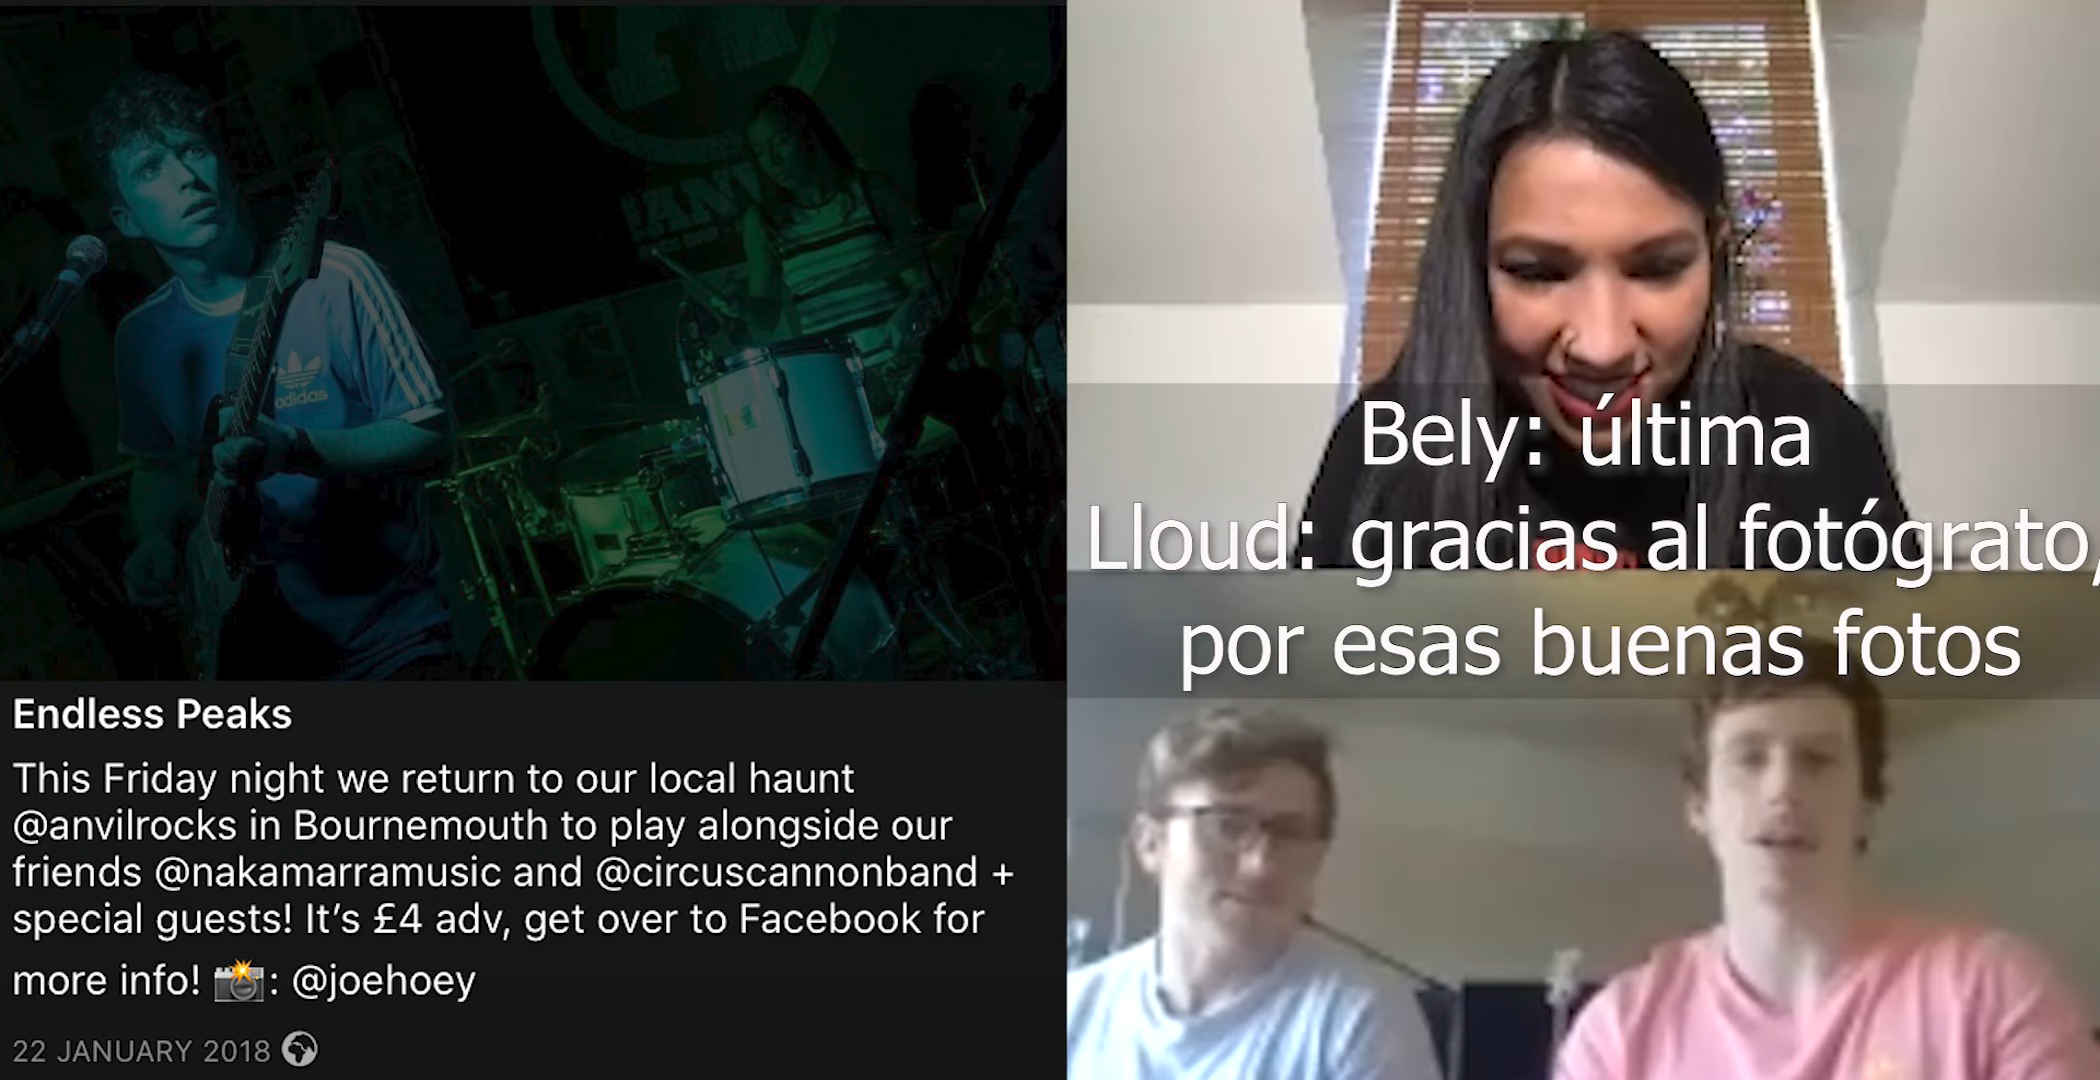 adidas
Endless Peaks
This Friday night we return to our local haunt
@anvilrocks in Bournemouth to play alongside our
friends @nakamarramusic and @circuscannonband +
special guests! It's £4 adv, get over to Facebook for
more info! 📸: @joehoey
22 JANUARY 2018
Bely: última
Lloud: gracias al fotógrato,
por esas buenas fotos